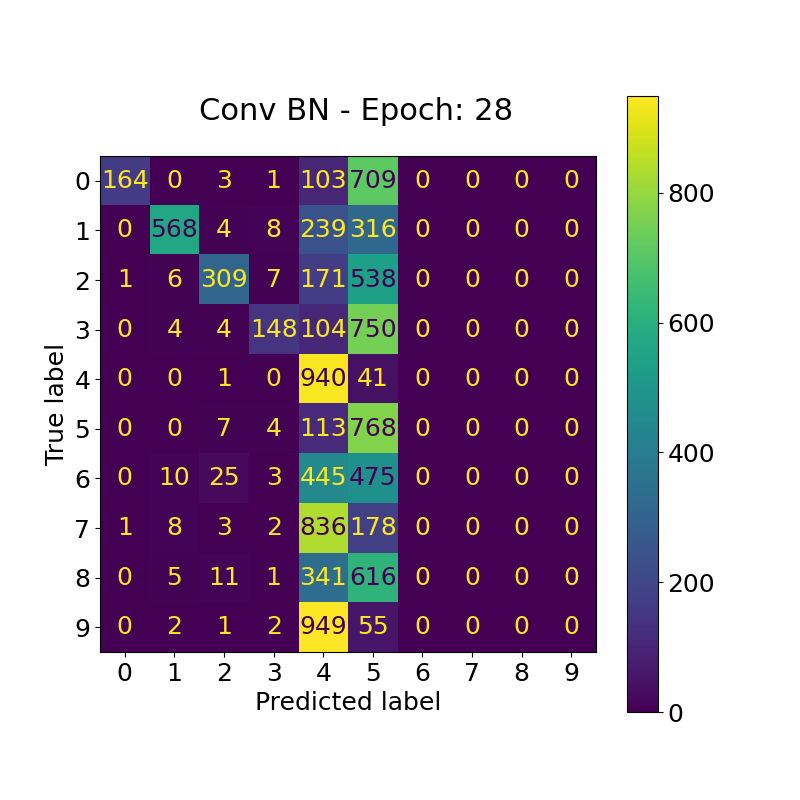 Conv BN - Epoch: 28
0 164 0 3 1 103 709 0 0 0 0
1 0 568 4 8 239 316 0 0 0 0
2 1 6 309 7 171 538 0 0 0 0
3 0 4 4 148 104 750 0 0 0 0
4 0 0 1 0 940 41 0 0 0 0
5 0 0 7 4 113 768 0 0 0 0
6 0 10 25 3 445 475 0 0 0 0
7 1 8 3 2 836 178 0 0 0 0
8 0 5 11 1 341 616 0 0 0 0
9 0 2 1 2 949 55 0 0 0 0
0 1 2 3 4 5 6 7 8 9
Predicted label
True label
800
600
400
200
0